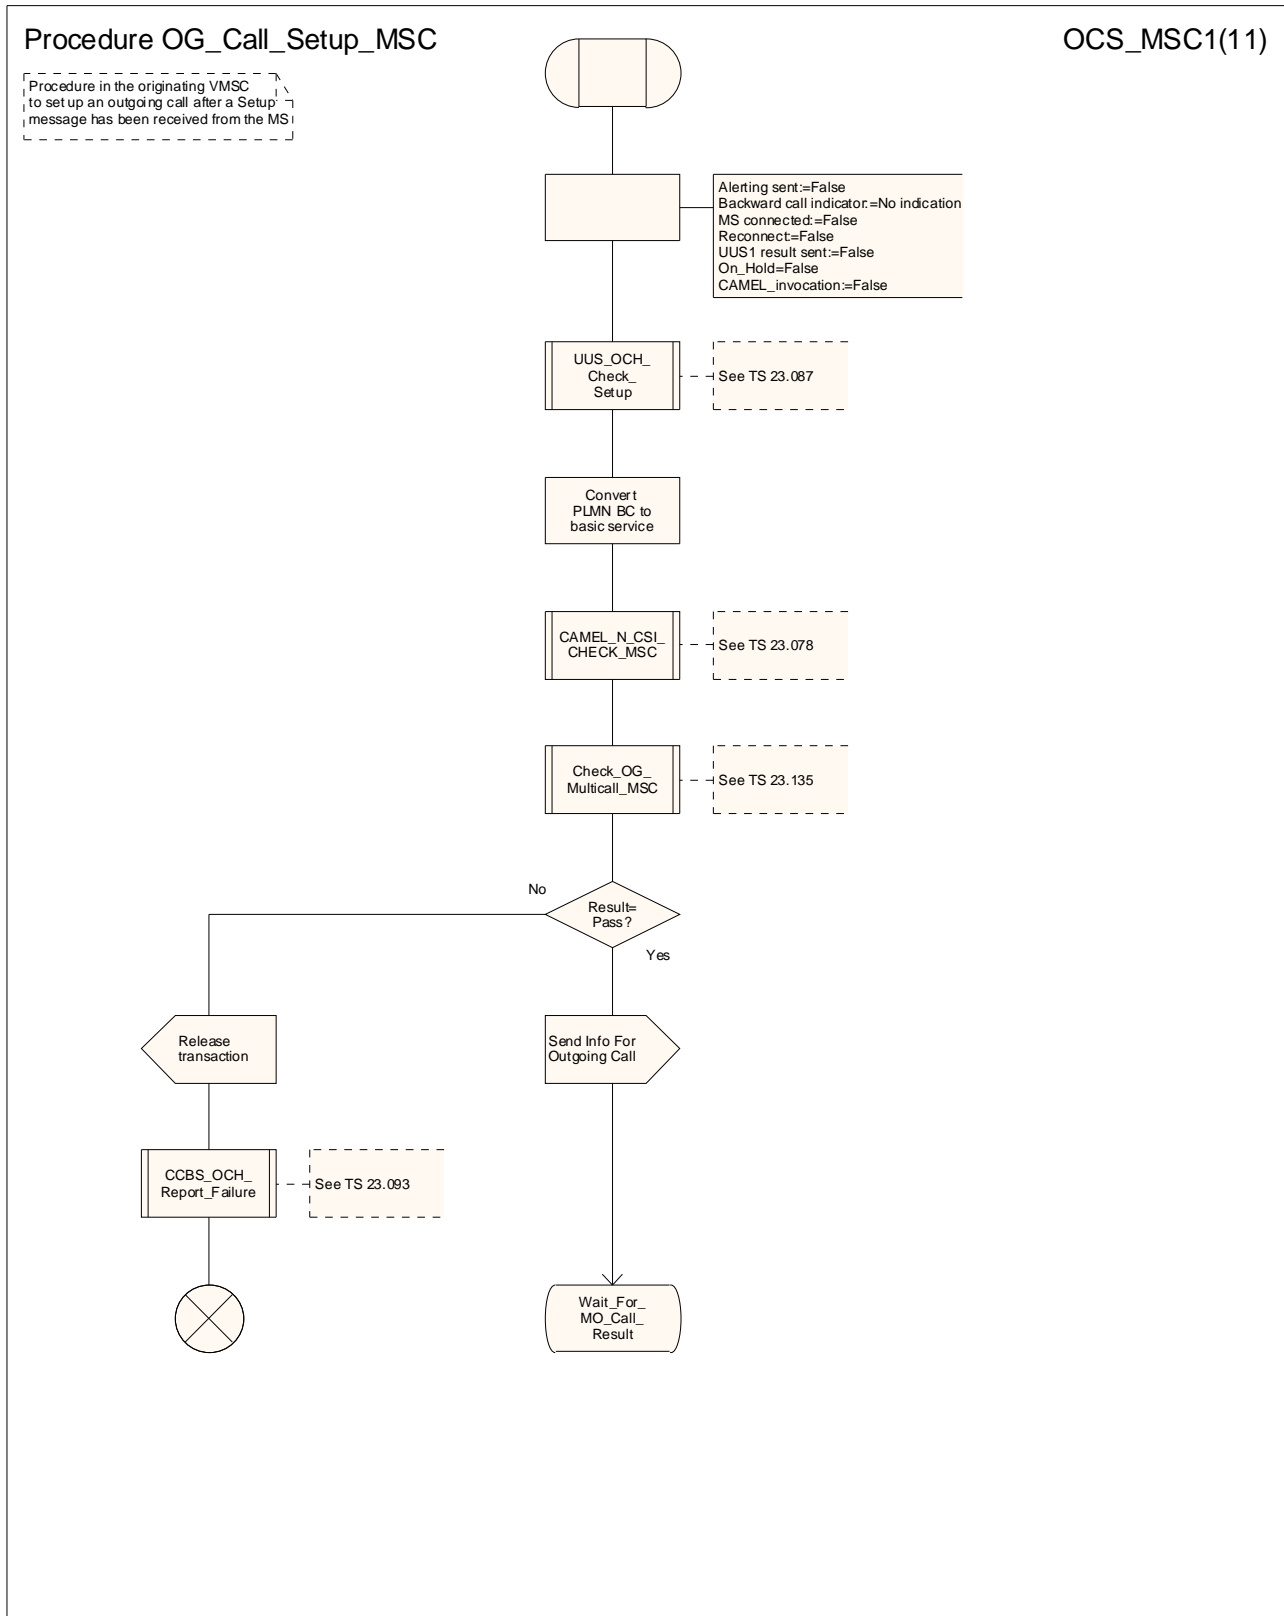 Procedure OG_Call_Setup_MSC
OCS_MSC1(11)
Procedure in the originating VMSC
to set up an outgoing call after a Setup
message has been received from the MS
Alerting sent:=False
Backward call indicator:=No indication
MS connected:=False
Reconnect:=False
UUS1 result sent:=False
On_Hold=False
CAMEL_invocation:=False
UUS_OCH_
Check_
Setup
See TS 23.087
Convert
PLMN BC to
basic service
CAMEL_N_CSI_
CHECK_MSC
See TS 23.078
Check_OG_
Multicall_MSC
See TS 23.135
No
Result=
Pass?
Yes
Release
transaction
Send Info For
Outgoing Call
CCBS_OCH_
Report_Failure
See TS 23.093
Wait_For_
MO_Call_
Result